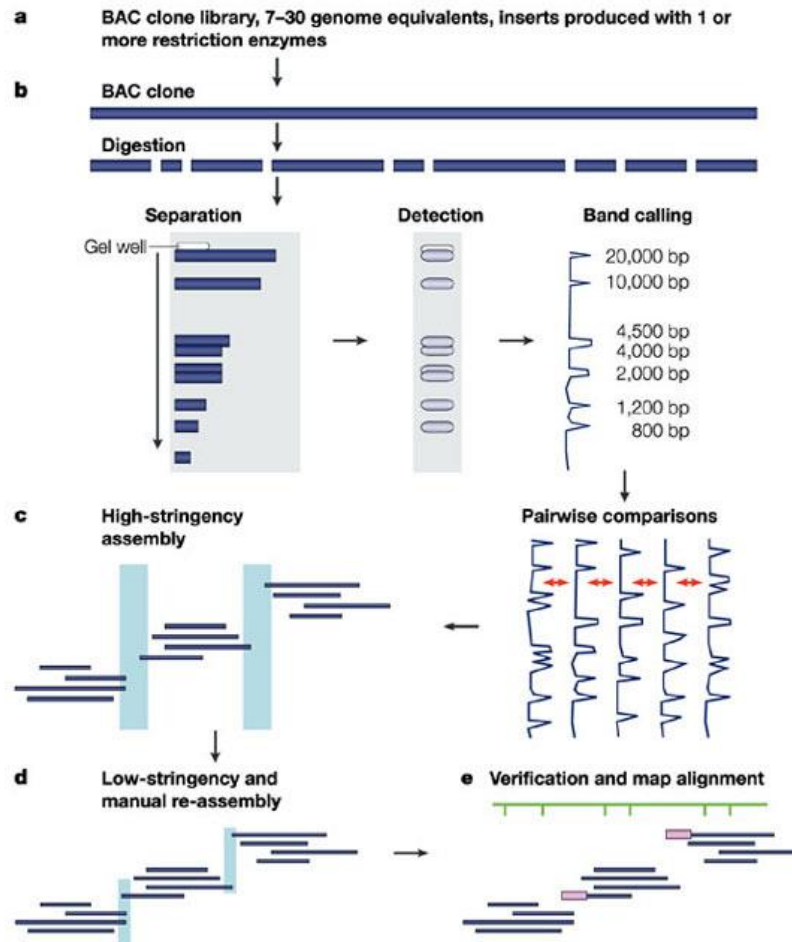 a BAC clone library, 7–30 genome equivalents, inserts produced with 1 or
more restriction enzymes
b BAC clone
Digestion
Separation
Detection
Band calling
Gel well
20,000 bp
10,000 bp
4,500 bp
4,000 bp
2,000 bp
1,200 bp
800 bp
c High-stringency
assembly
Pairwise comparisons
d Low-stringency and
manual re-assembly
e Verification and map alignment